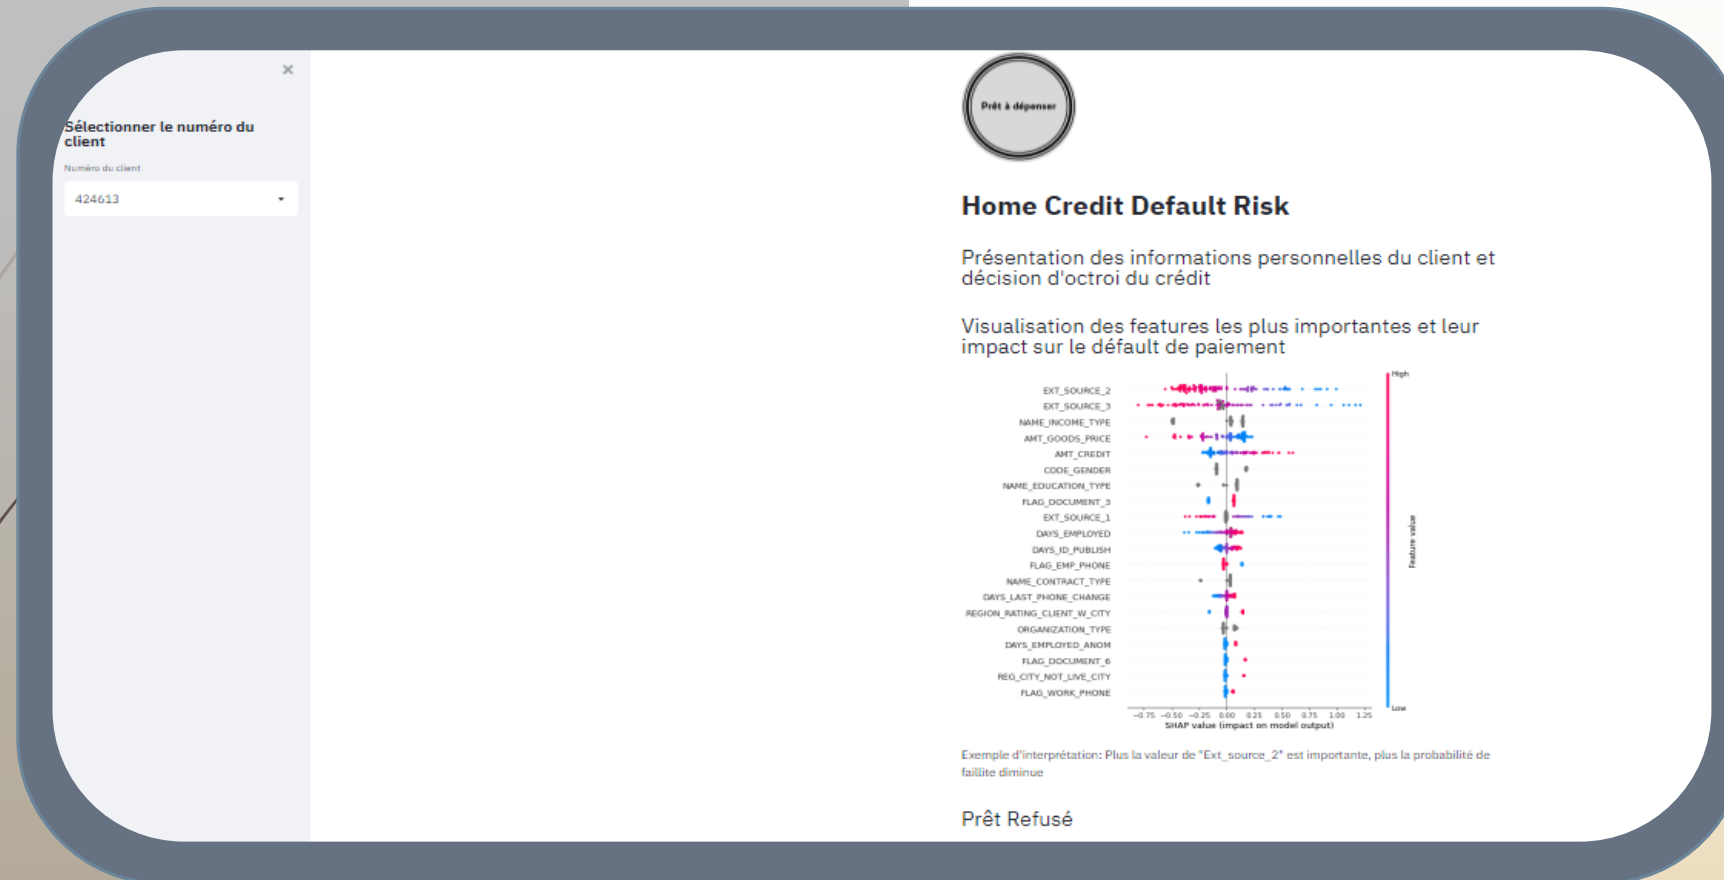 Sélectionner le numéro du
client
Numéro du client
424613
Prêt à dépenser
Home Credit Default Risk
Présentation des informations personnelles du client et
décision d'octroi du crédit
Visualisation des features les plus importantes et leur
impact sur le défault de paiement
High
EXT_SOURCE_2
EXT_SOURCE_3
NAME_INCOME_TYPE
AMT_GOODS_PRICE
AMT_CREDIT
CODE_GENDER
NAME_EDUCATION_TYPE
FLAG_DOCUMENT_3
EXT_SOURCE_1
DAYS_EMPLOYED
DAYS_ID_PUBLISH
FLAG_EMP_PHONE
NAME_CONTRACT_TYPE
DAYS_LAST_PHONE_CHANGE
REGION_RATING_CLIENT_W_CITY
ORGANIZATION_TYPE
DAYS_EMPLOYED_ANOM
FLAG_DOCUMENT_6
REG_CITY_NOT_LIVE_CITY
FLAG_WORK_PHONE
Feature value
Low
−0.75 −0.50 −0.25 0.00 0.25 0.50 0.75 1.00 1.25
SHAP value (impact on model output)
Exemple d'interprétation: Plus la valeur de "Ext_source_2" est importante, plus la probabilité de
faillite diminue
Prêt Refusé